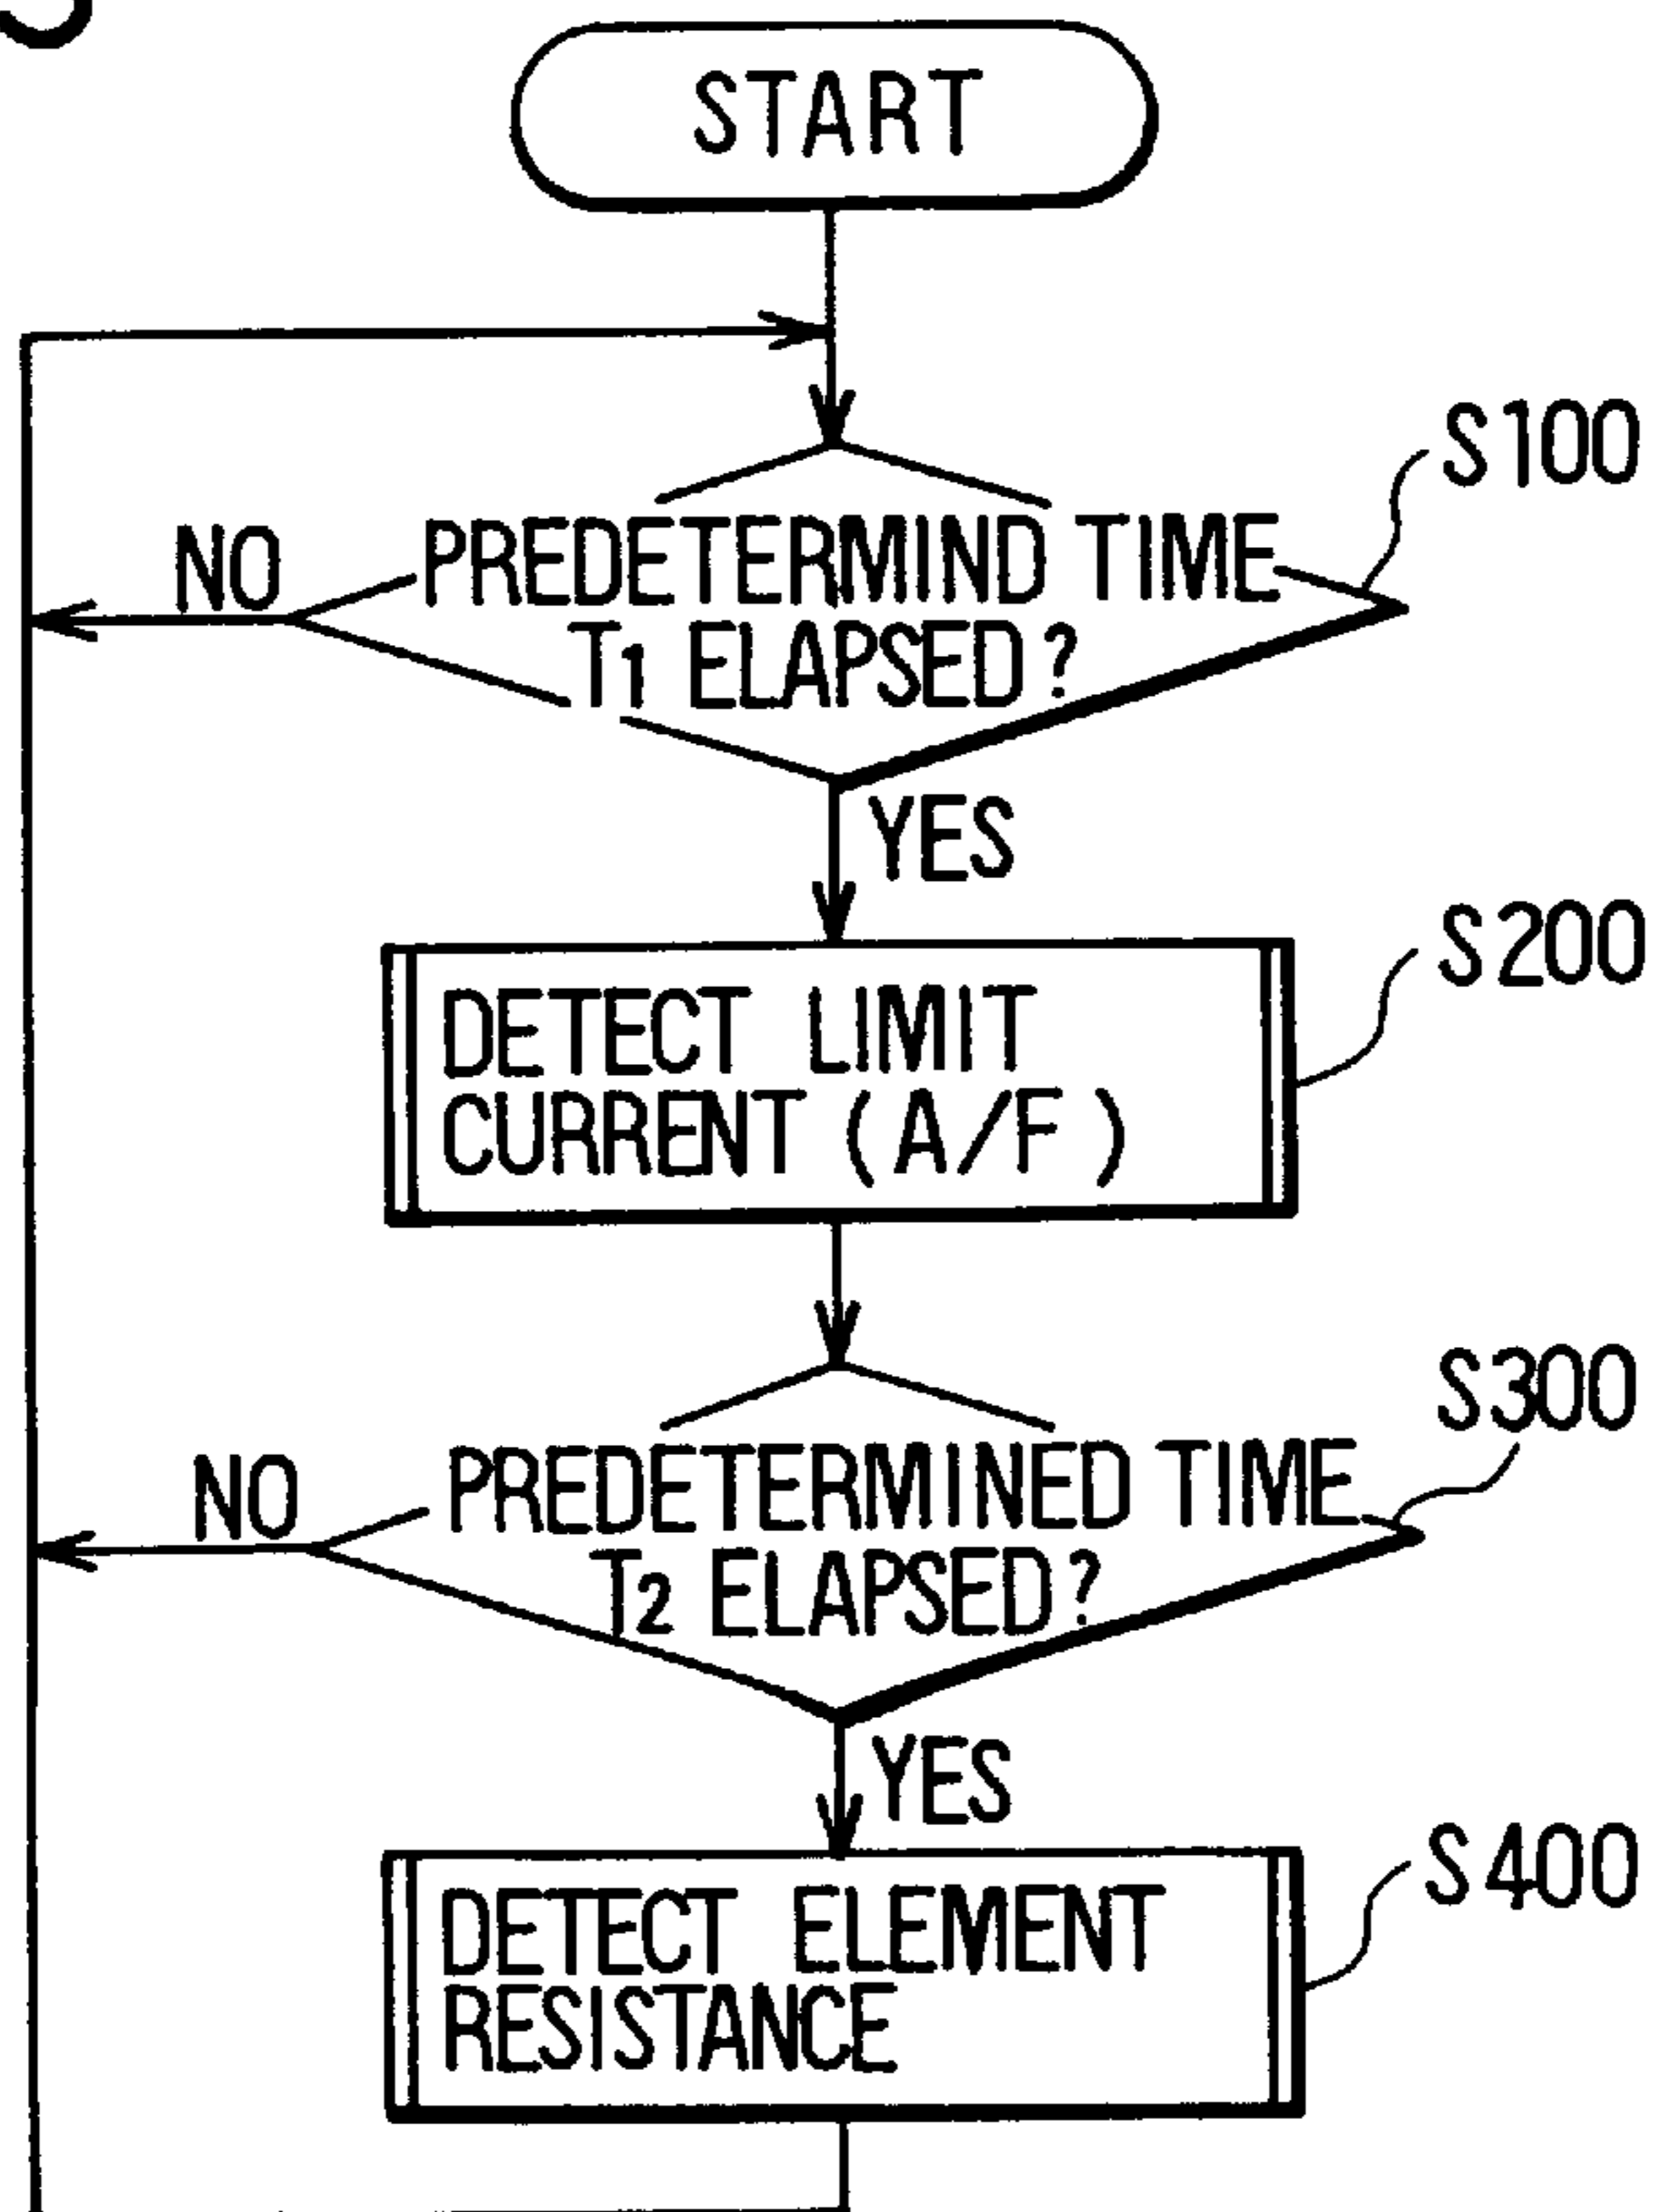 START
S100
NO
PREDETERMIND TIME
T1 ELAPSED?
YES
S200
DETECT LIMIT
CURRENT (A/F)
S300
NO
PREDETERMINED TIME
T2 ELAPSED?
YES
S400
DETECT ELEMENT
RESISTANCE